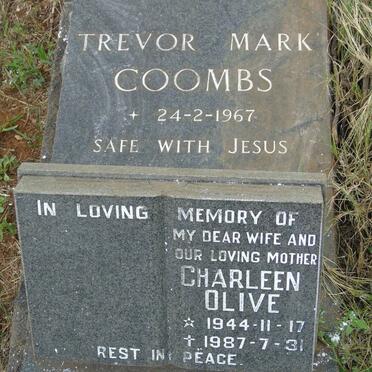 TREVOR MARK
COOMBS
+ 24-2-1967
SAFE WITH JESUS
IN LOVING MEMORY OF
MY DEAR WIFE AND
OUR LOVING MOTHER
CHARLEEN
OLIVE
☆ 1944-11-17
✝ 1987-7-31
REST IN PEACE